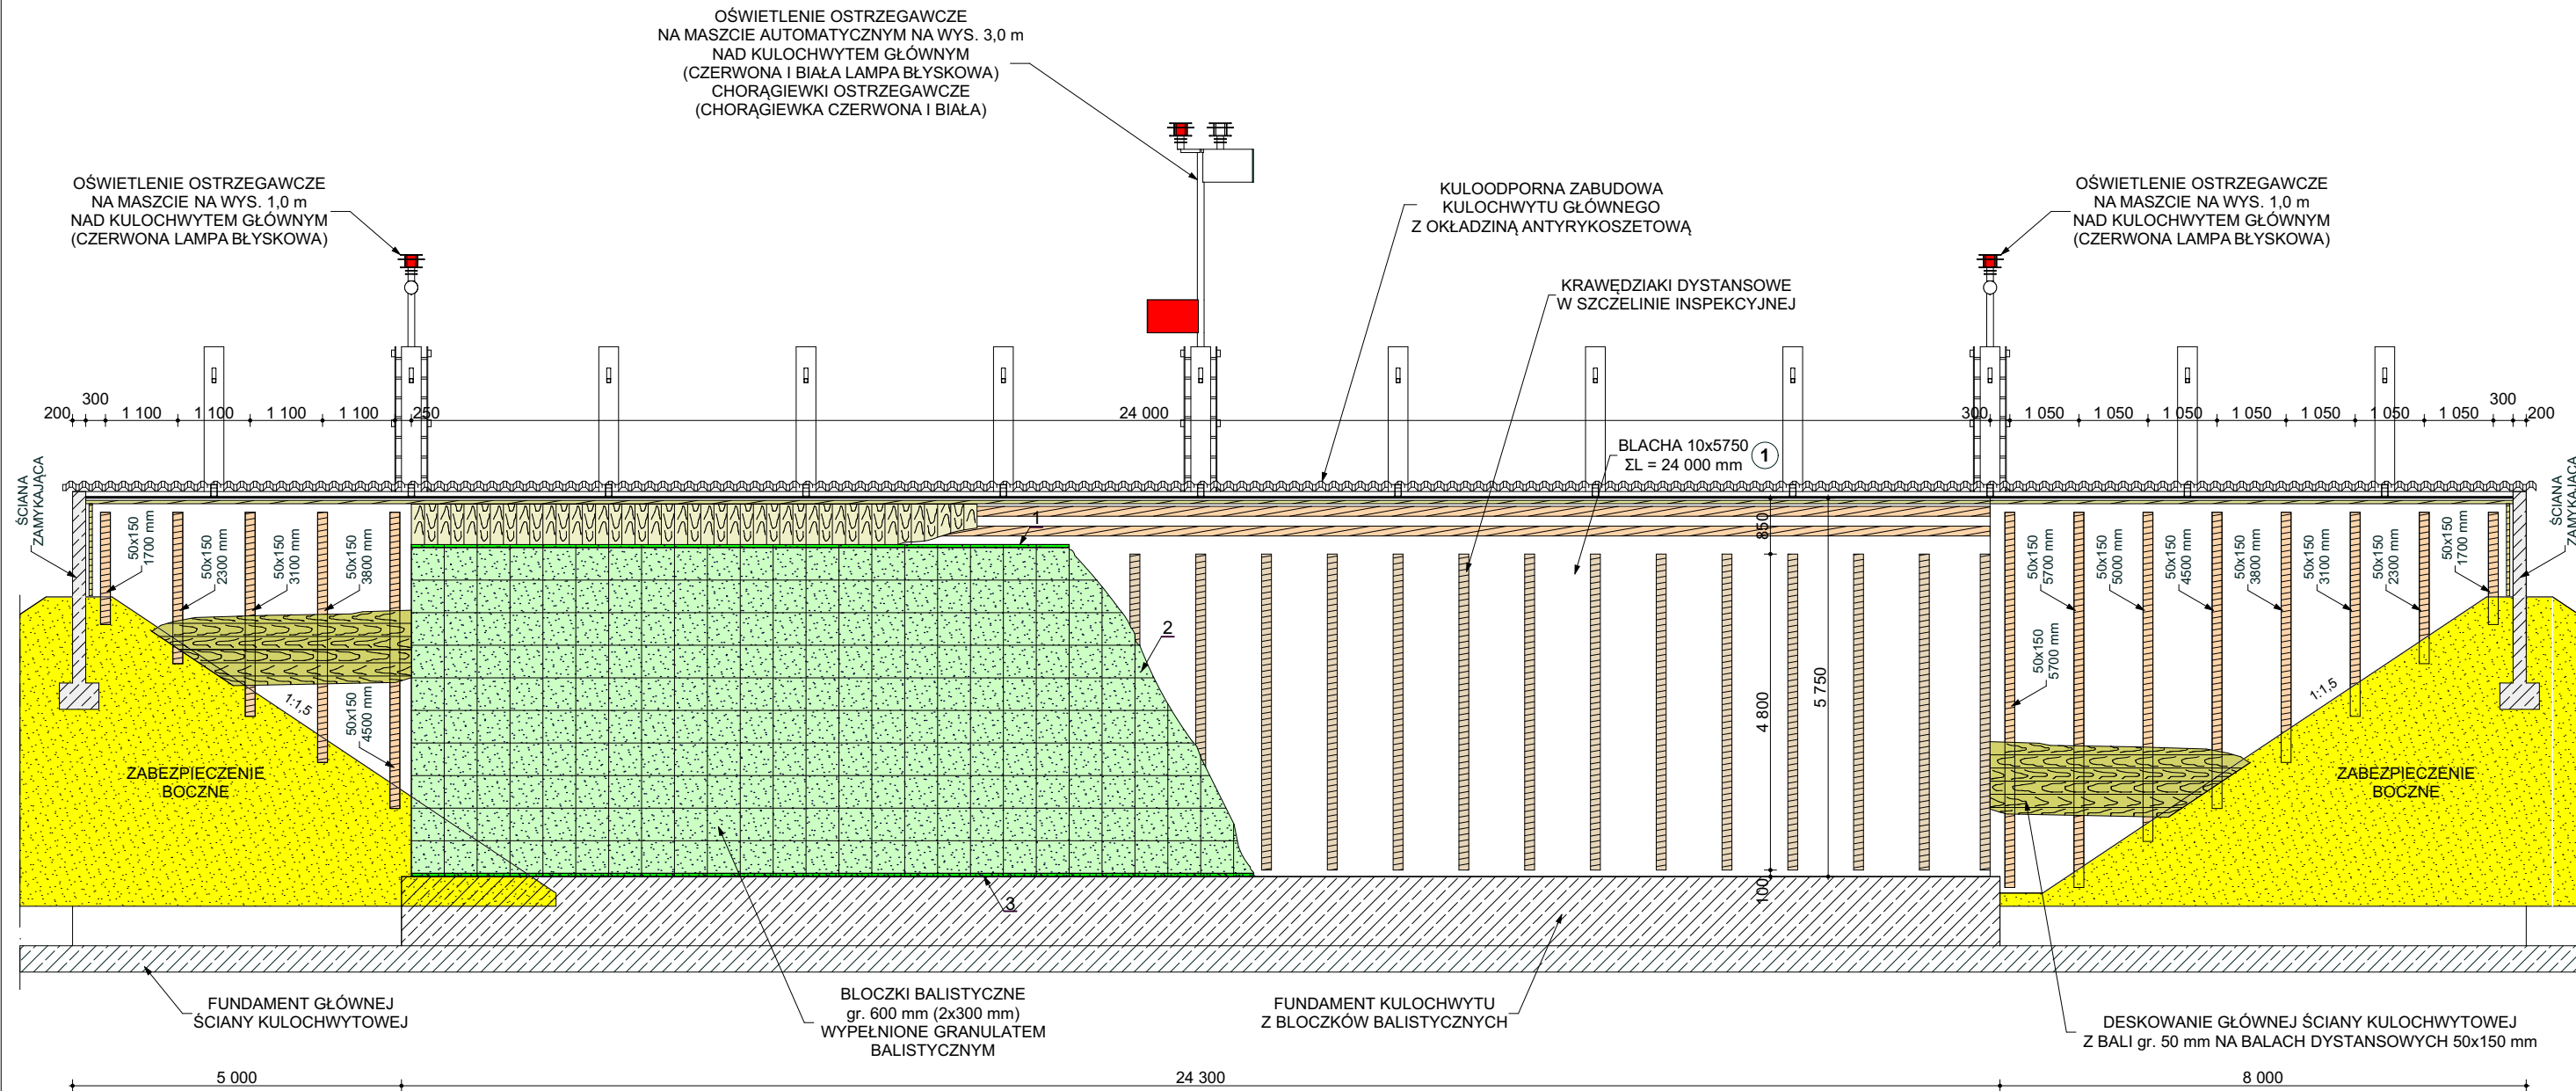 OŚWIETLENIE OSTRZEGAWCZE
NA MASZCIE AUTOMATYCZNYM NA WYS. 3,0 m
NAD KULOCHWYTEM GŁÓWNYM
(CZERWONA I BIAŁA LAMPA BŁYSKOWA)
CHORĄGIEWKI OSTRZEGAWCZE
(CHORĄGIEWKA CZERWONA I BIAŁA)
OŚWIETLENIE OSTRZEGAWCZE
NA MASZCIE NA WYS. 1,0 m
NAD KULOCHWYTEM GŁÓWNYM
(CZERWONA LAMPA BŁYSKOWA)
KULOODPORNA ZABUDOWA
KULOCHWYTU GŁÓWNEGO
Z OKŁADZINĄ ANTYRYKOSZETOWĄ
OŚWIETLENIE OSTRZEGAWCZE
NA MASZCIE NA WYS. 1,0 m
NAD KULOCHWYTEM GŁÓWNYM
(CZERWONA LAMPA BŁYSKOWA)
KRAWĘDZIAKI DYSTANSOWE
W SZCZELINIE INSPEKCYJNEJ
200
300
1 100
1 100
1 100
1 100
250
24 000
300
1 050
1 050
1 050
1 050
1 050
1 050
1 050
300
200
BLACHA 10x5750
ΣL = 24 000 mm
1
ŚCIANA
ZAMYKAJĄCA
50x150
1700 mm
50x150
2300 mm
50x150
3100 mm
50x150
3800 mm
50x150
4500 mm
1:1,5
1
2
3
850
4 800
5 750
100
50x150
5700 mm
50x150
5700 mm
50x150
5000 mm
50x150
4500 mm
50x150
3800 mm
50x150
3100 mm
50x150
2300 mm
50x150
1700 mm
1:1,5
ŚCIANA
ZAMYKAJĄCA
ZABEZPIECZENIE
BOCZNE
ZABEZPIECZENIE
BOCZNE
FUNDAMENT GŁÓWNEJ
ŚCIANY KULOCHWYTOWEJ
BLOCZKI BALISTYCZNE
gr. 600 mm (2x300 mm)
WYPEŁNIONE GRANULATEM
BALISTYCZNYM
FUNDAMENT KULOCHWYTU
Z BLOCZKÓW BALISTYCZNYCH
DESKOWANIE GŁÓWNEJ ŚCIANY KULOCHWYTOWEJ
Z BALI gr. 50 mm NA BALACH DYSTANSOWYCH 50x150 mm
5 000
24 300
8 000